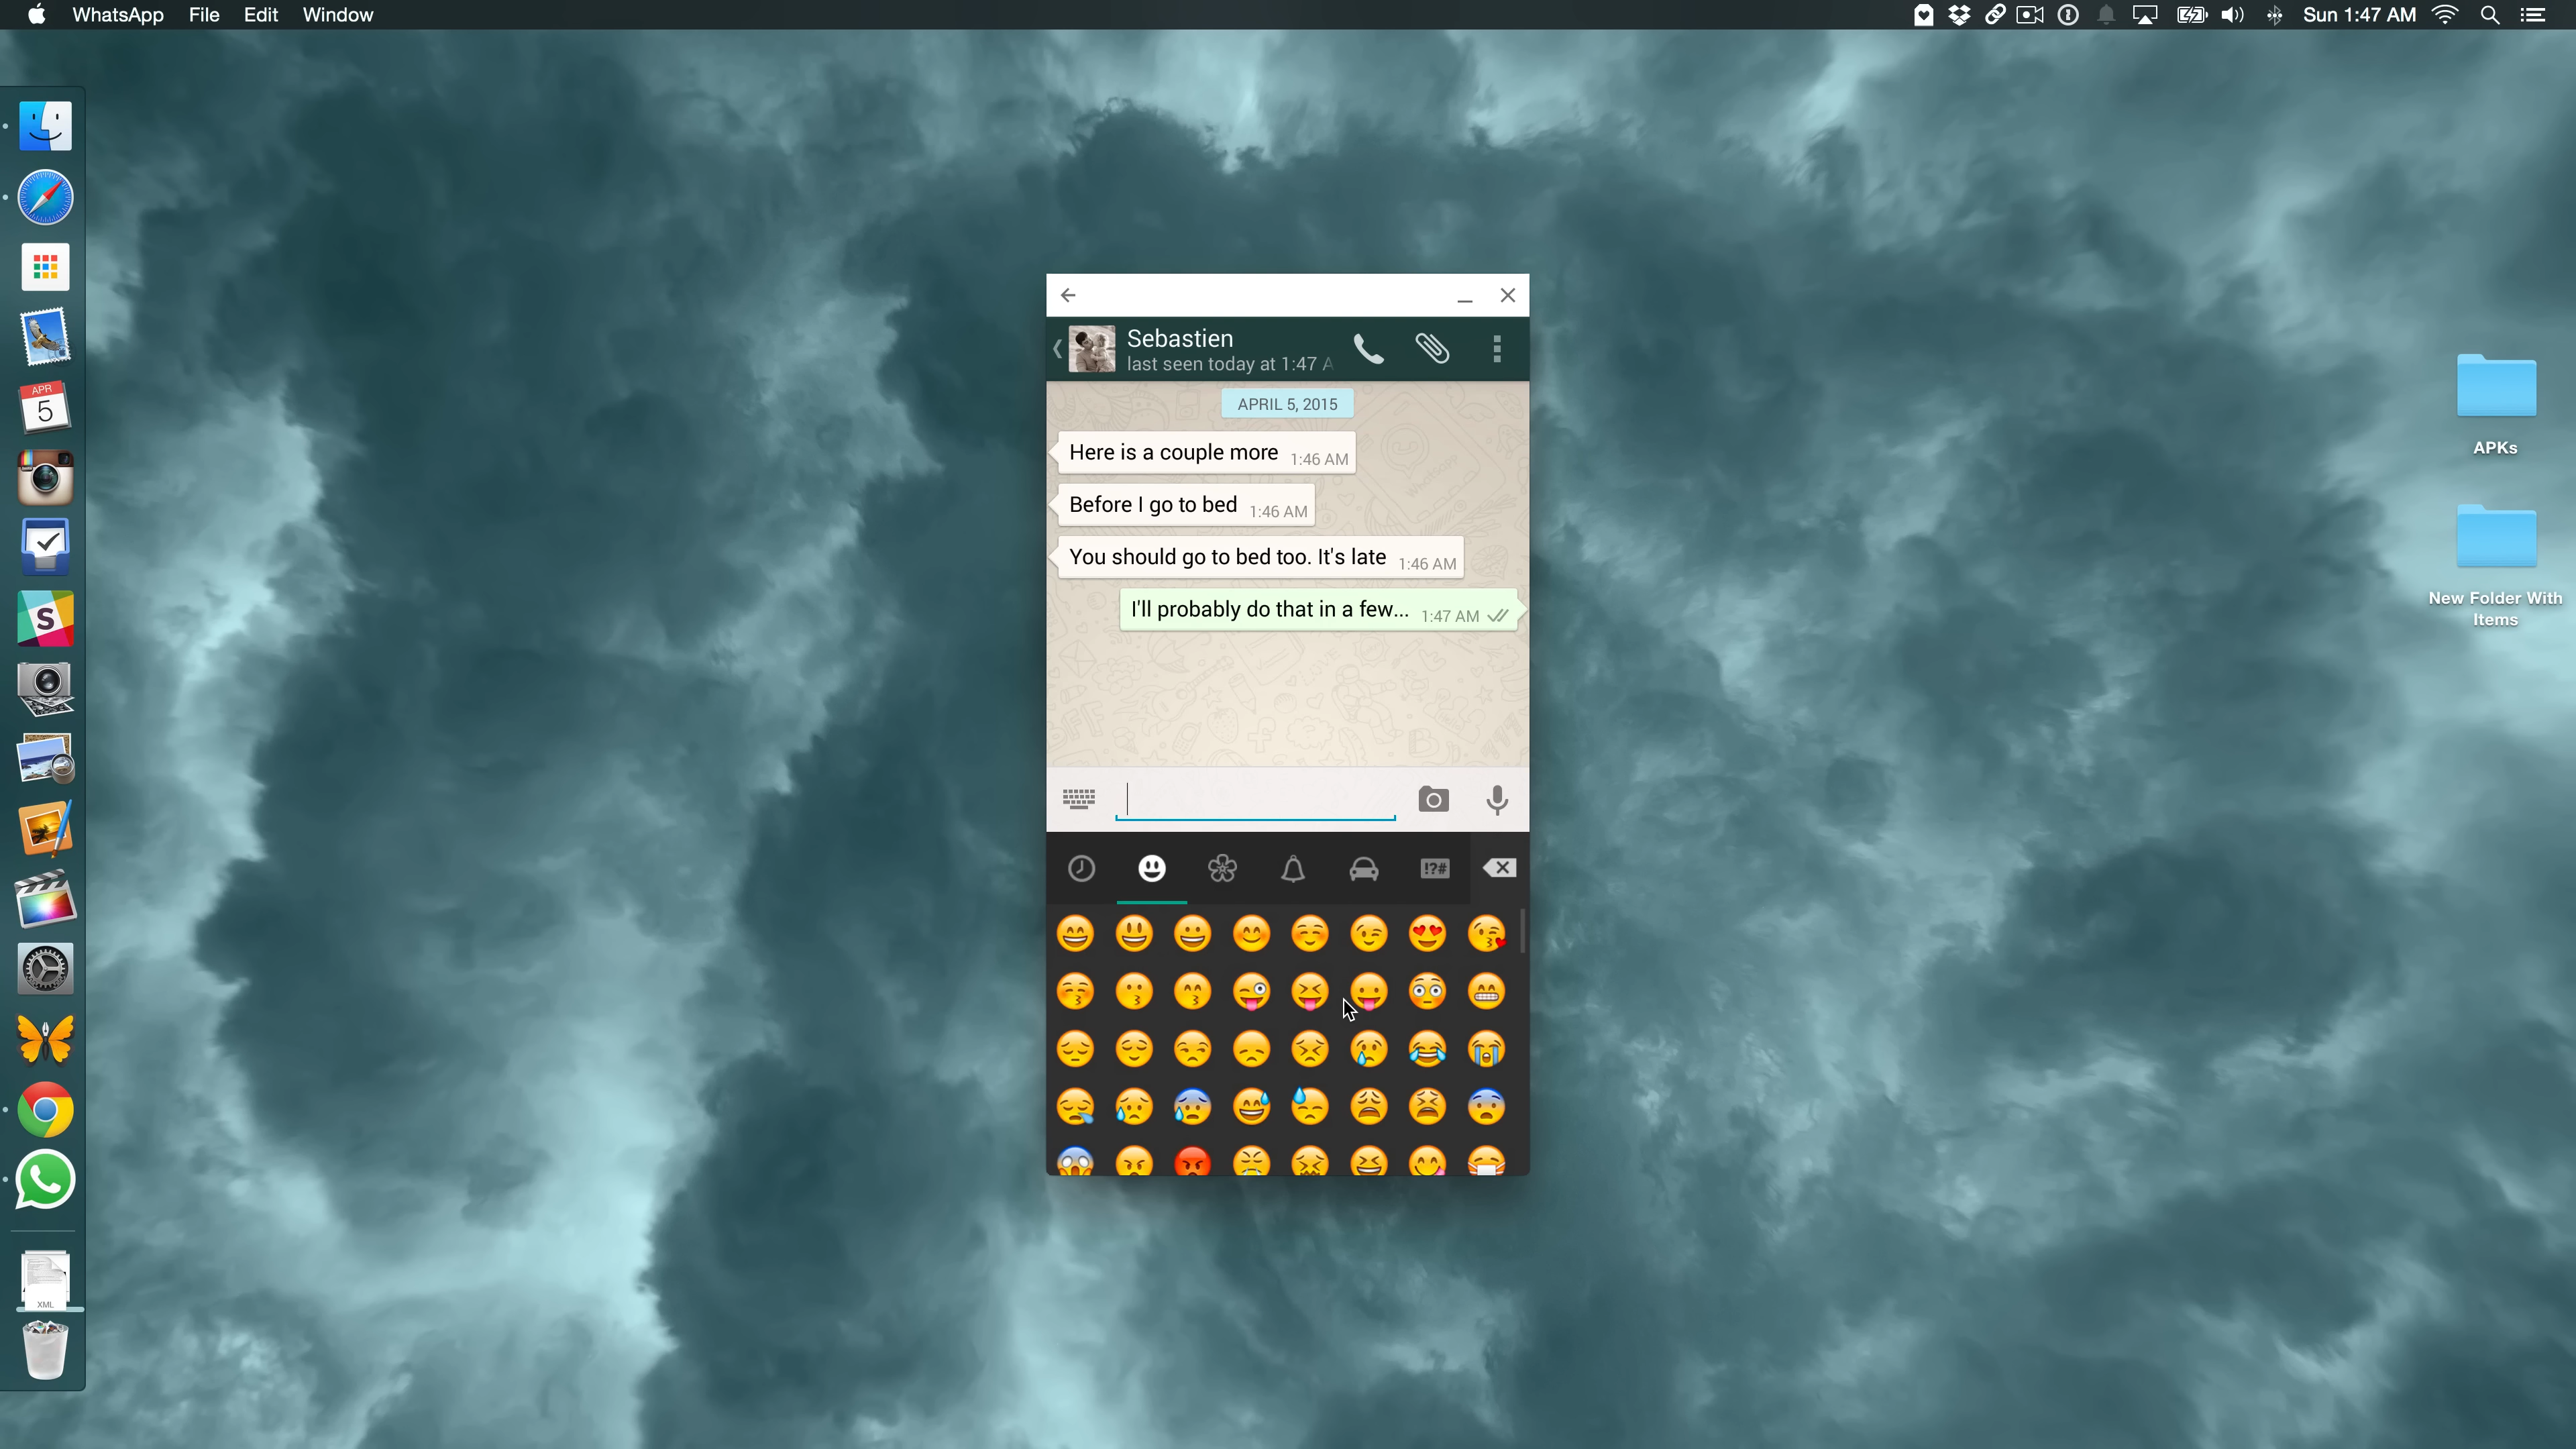 WhatsApp File Edit Window
Sun 1:47 AM
APR
5
S
XML
Sebastien
last seen today at 1:47 A
APRIL 5, 2015
Here is a couple more 1:46 AM
Before I go to bed 1:46 AM
You should go to bed too. It's late 1:46 AM
I'll probably do that in a few... 1:47 AM
!?#
APKs
New Folder With
Items